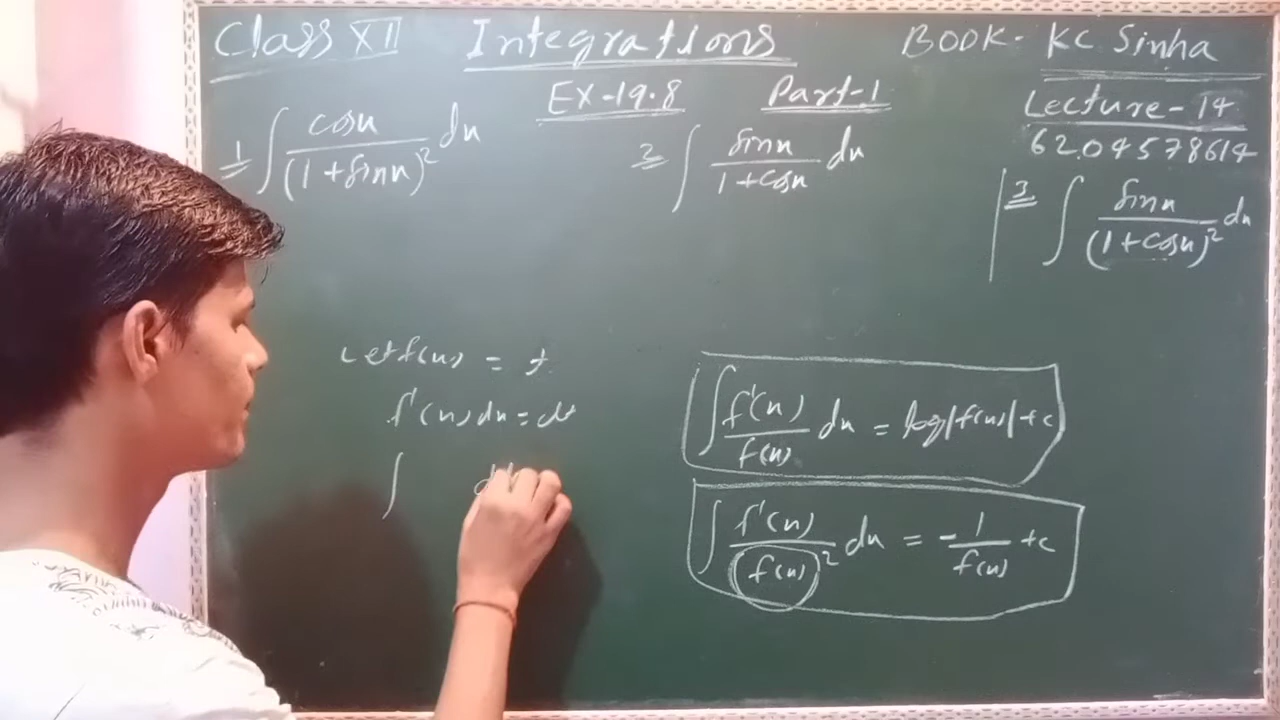 Class XII Integrations BOOK - KC Sinha
EX-19.8 Part-1 Lecture-14
6204578614
1 ∫ cosx/(1+sinx)² dx
2 ∫ sinx/(1+cosx) dx
3 ∫ sinx/(1+cosx)² dx
Let f(x) = t
f'(x) dx = dt
∫ d
∫ f'(x)/f(x) dx = log|f(x)| + c
∫ f'(x)/(f(x))² dx = -1/f(x) + c